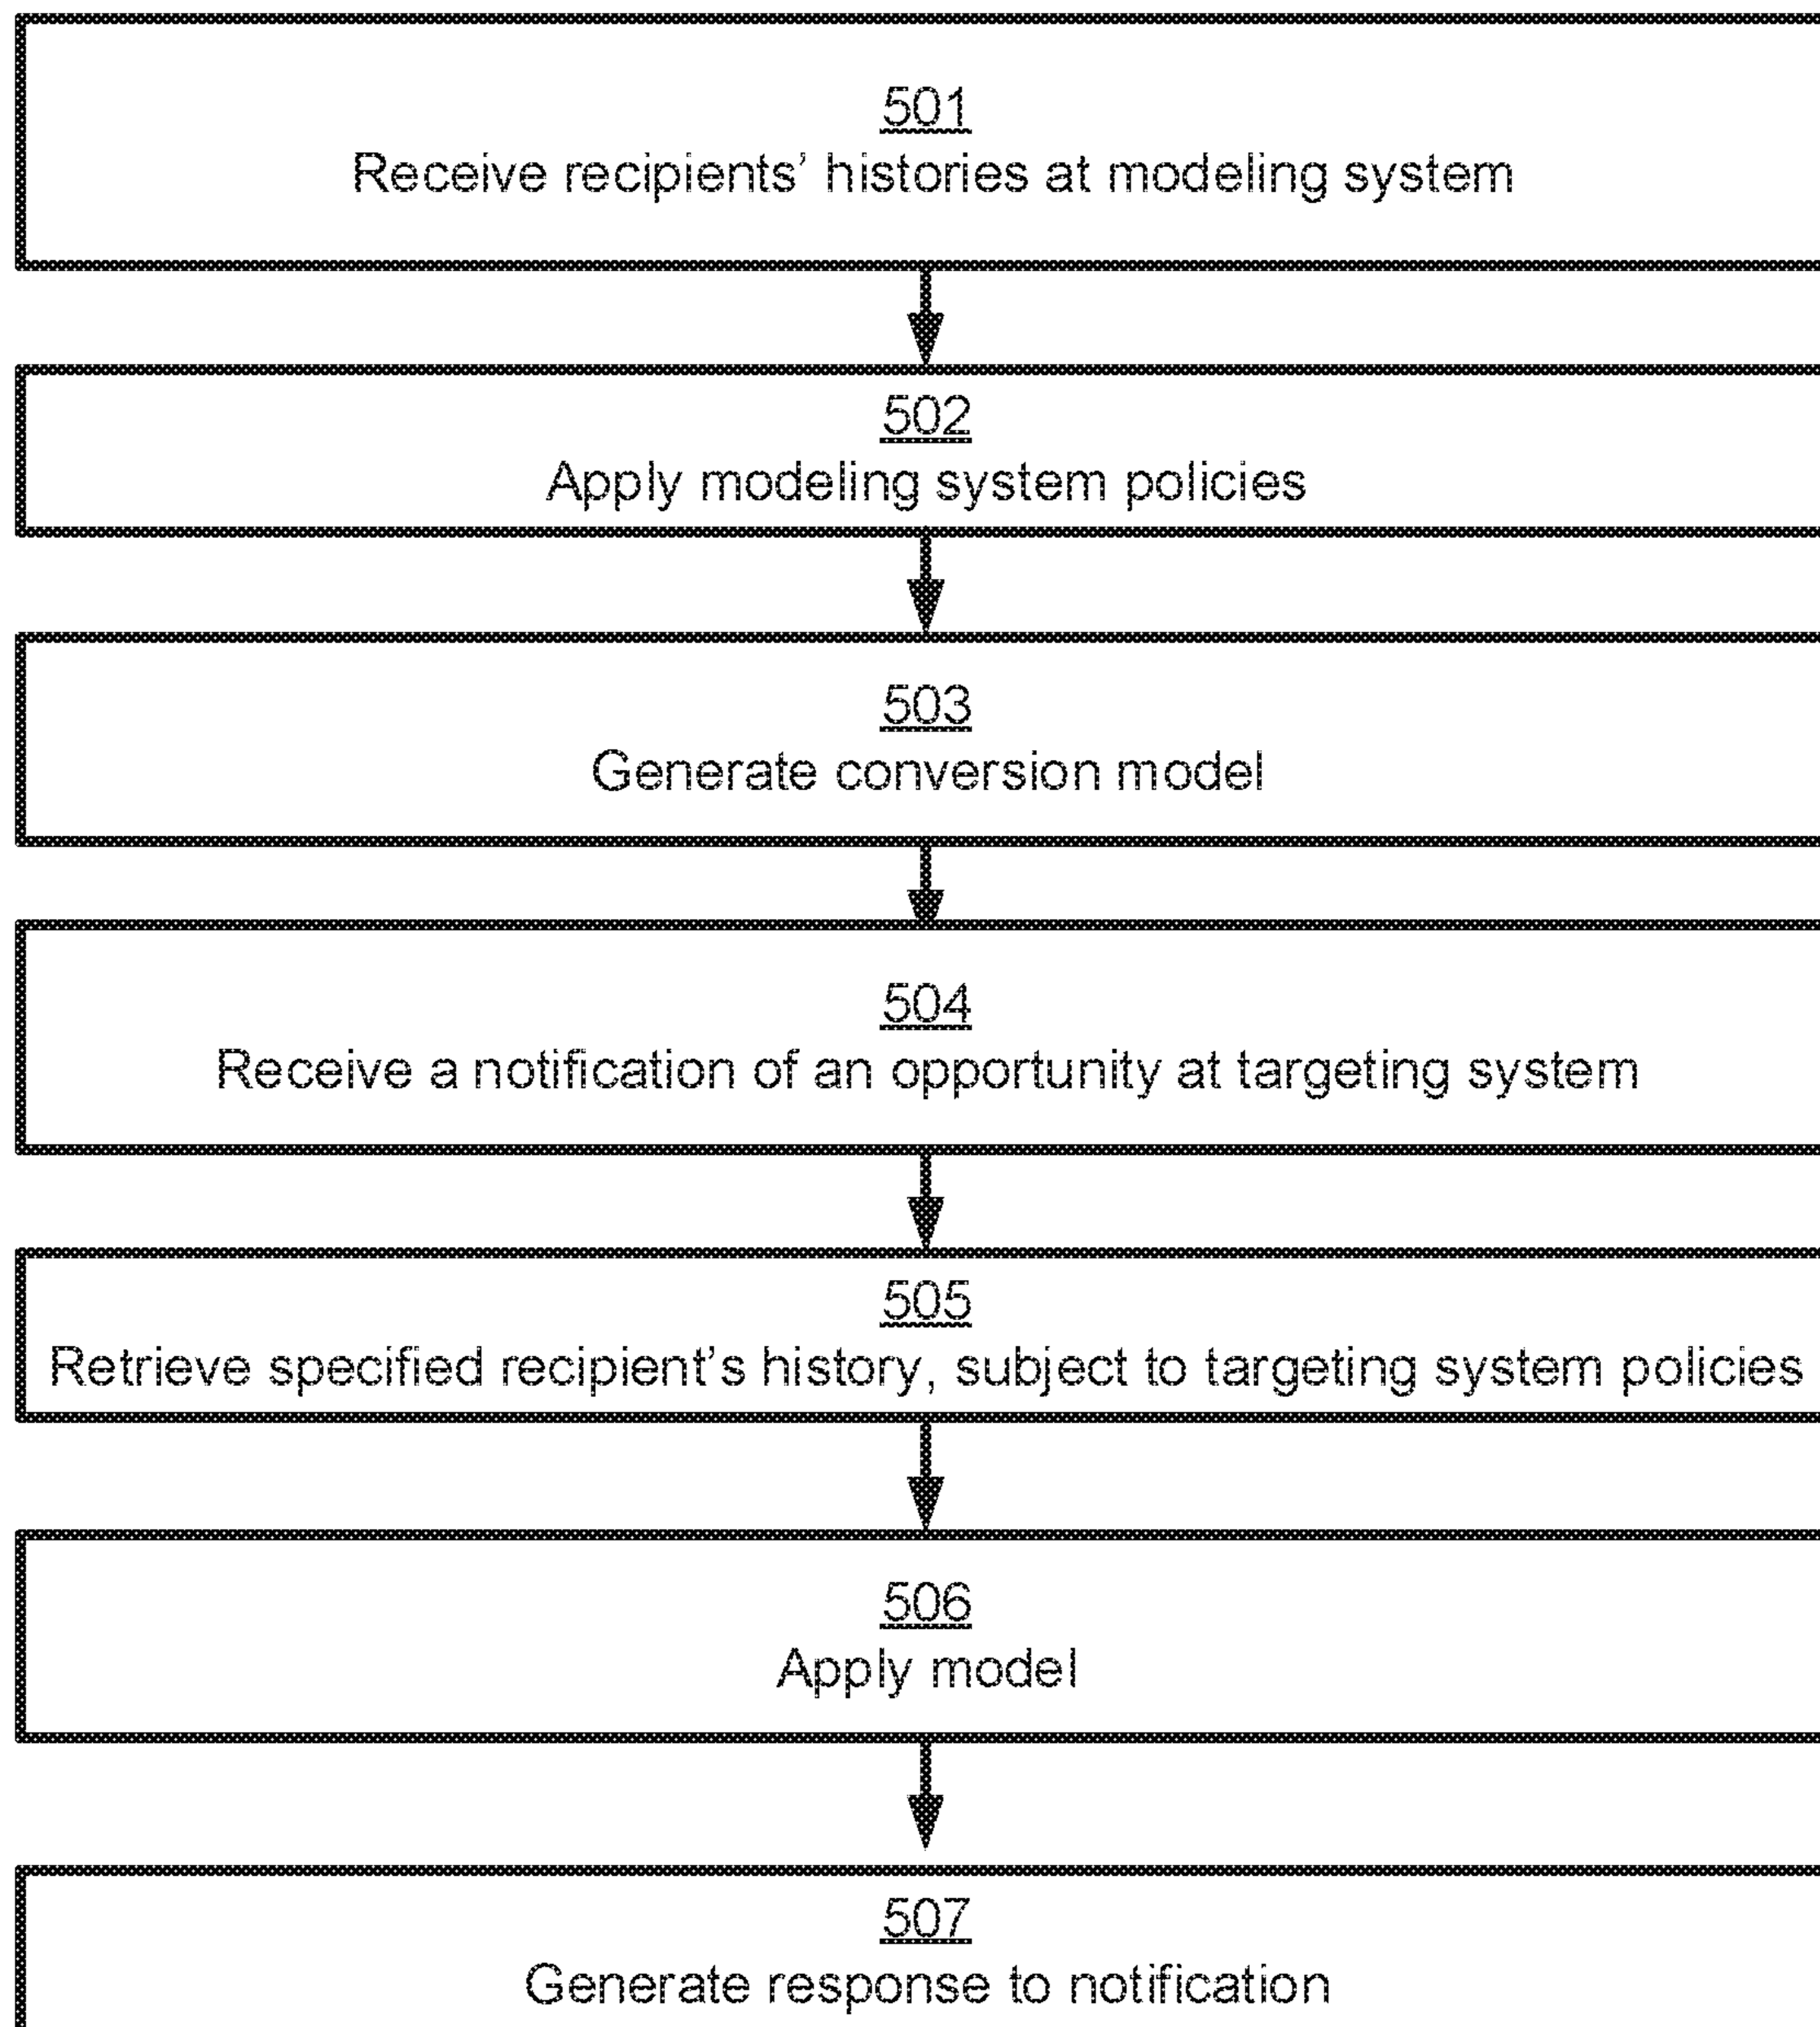 501
Receive recipients’ histories at modeling system
502
Apply modeling system policies
503
Generate conversion model
504
Receive a notification of an opportunity at targeting system
505
Retrieve specified recipient’s history, subject to targeting system policies
506
Apply model
507
Generate response to notification